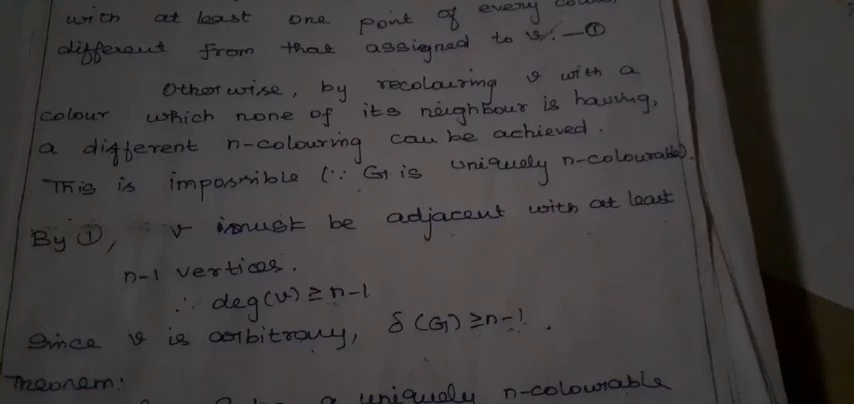 with at least one point of every colour
different from that assigned to v. —①
Otherwise, by recolouring v with a
colour which none of its neighbour is having,
a different n-colouring can be achieved.
This is impossible (∵ G is uniquely n-colourable).
By ①, v must be adjacent with at least
n-1 vertices.
∴ deg(v) ≥ n-1
Since v is arbitrary, δ(G) ≥ n-1.
Theorem:
a uniquely n-colourable